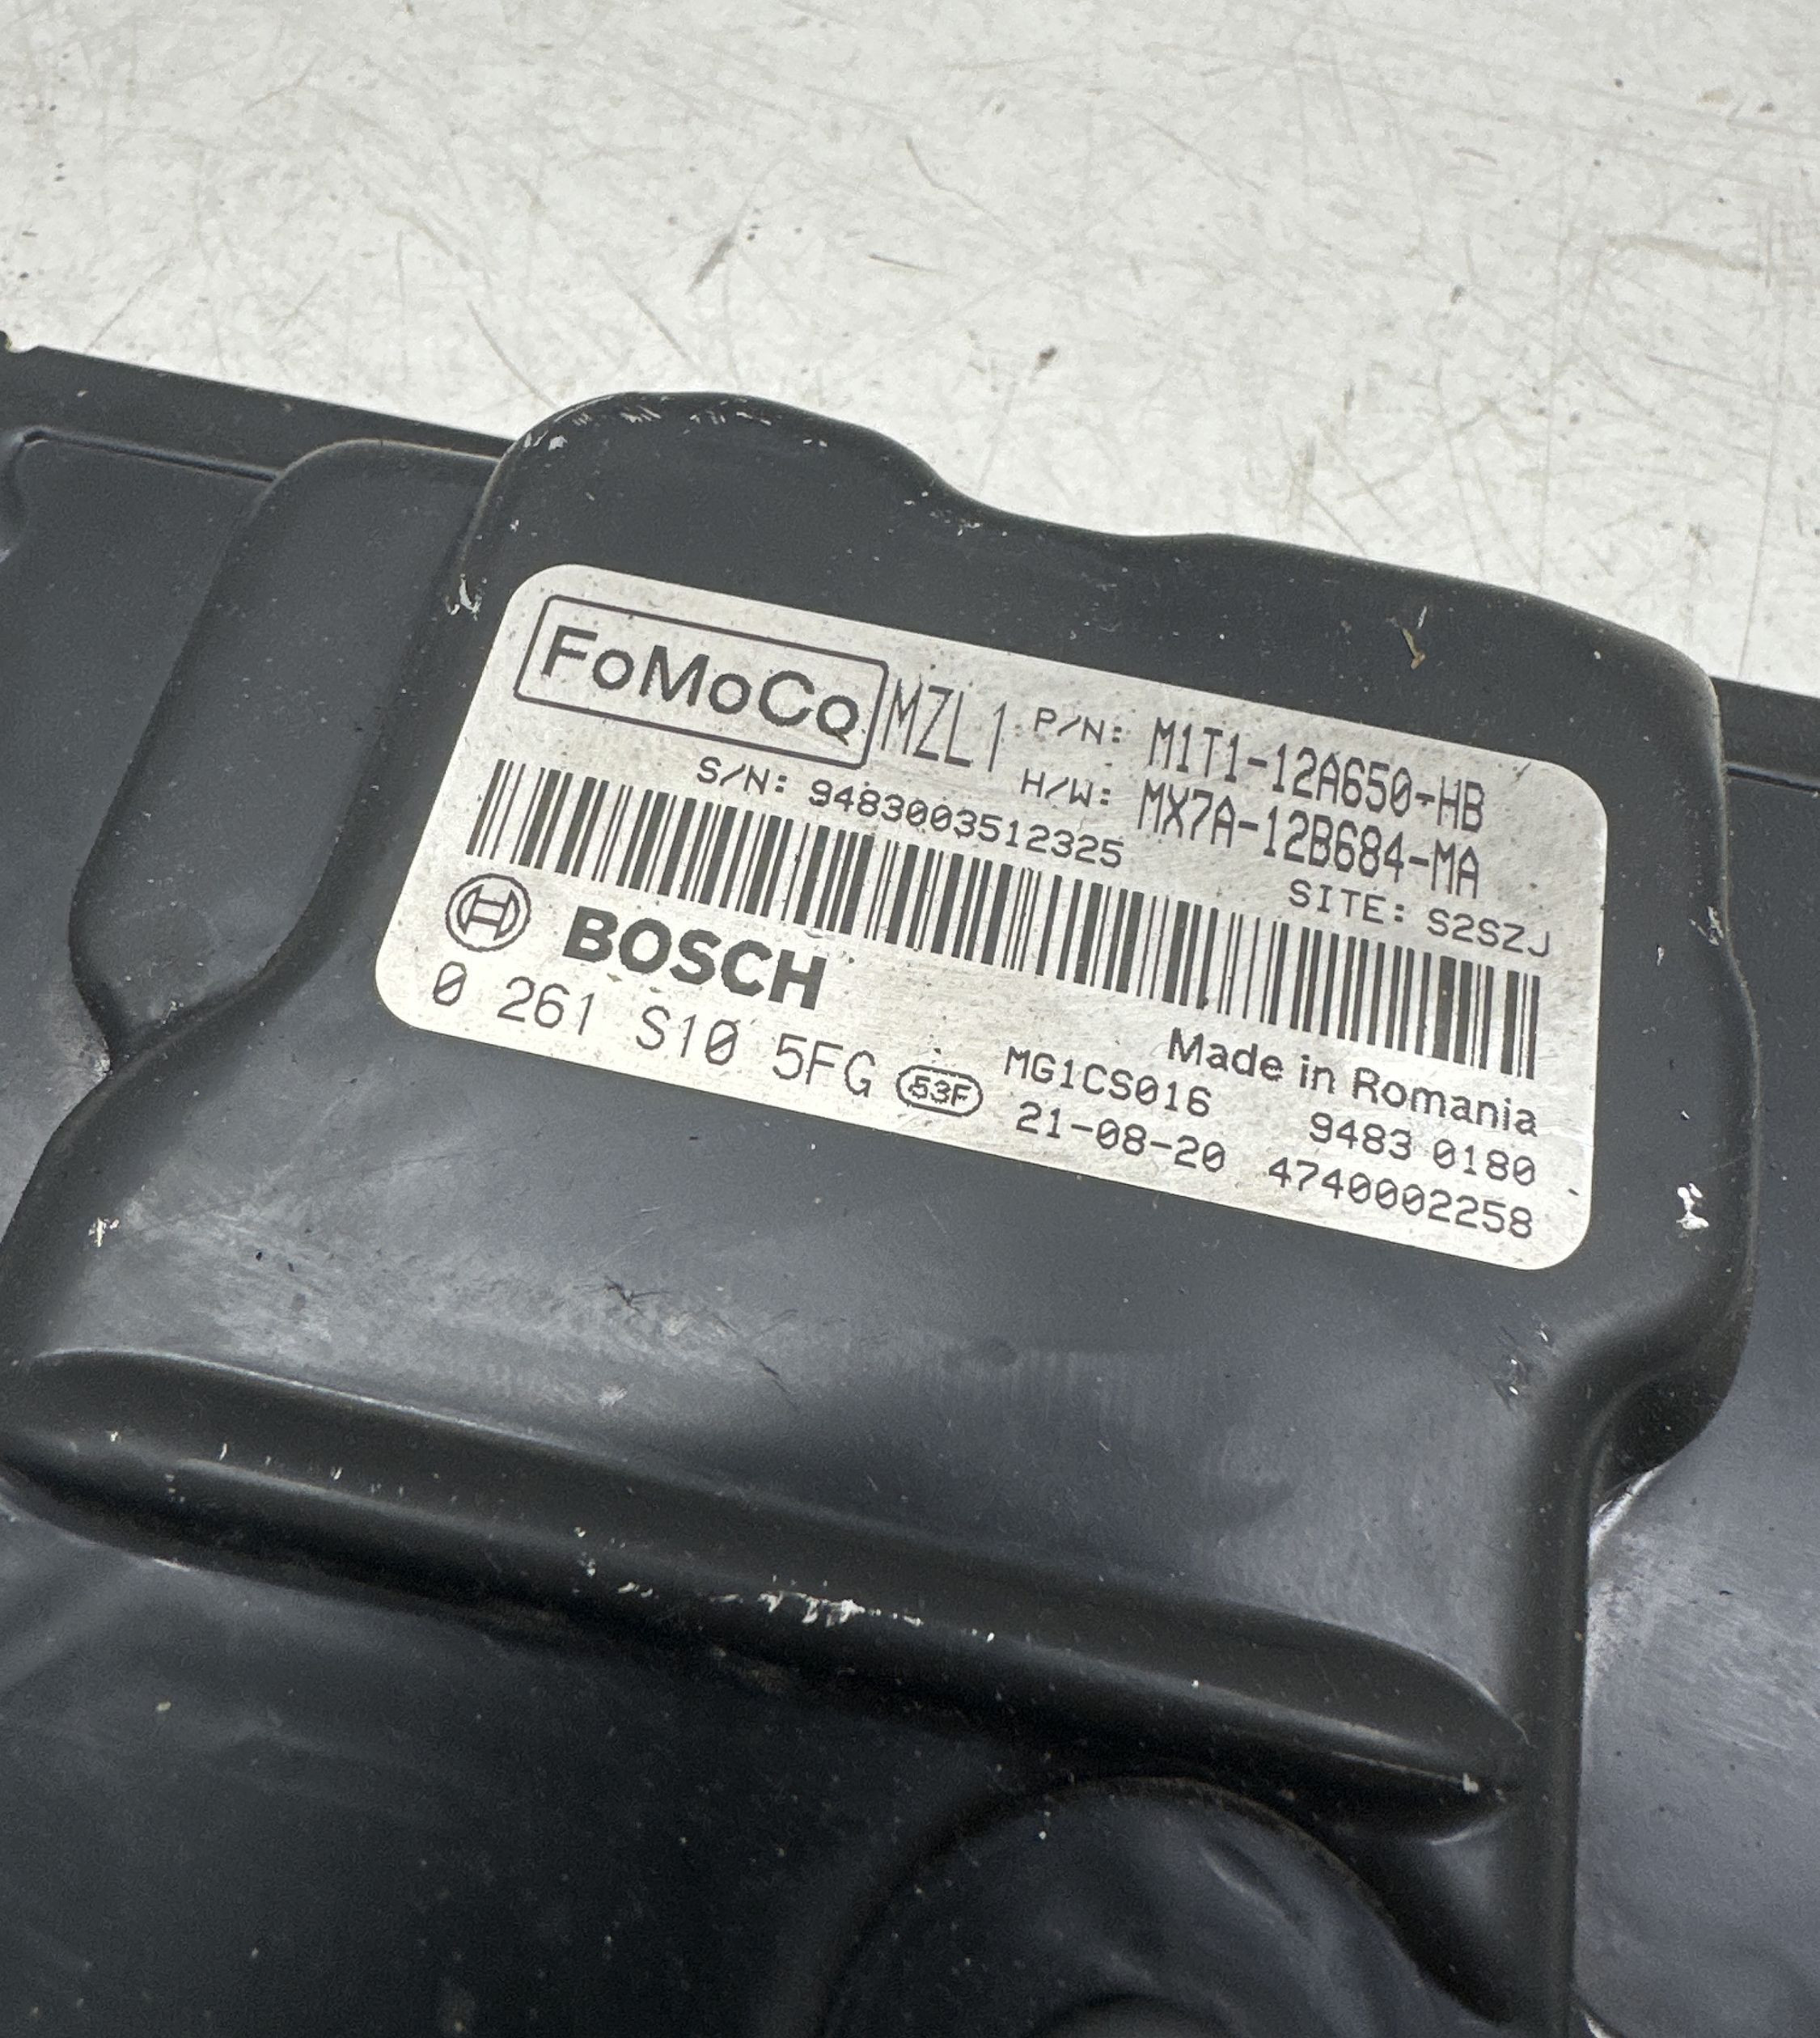 FoMoCo MZL1 P/N: M1T1-12A650-HB
H/W: MX7A-12B684-MA
S/N: 9483003512325
SITE: S2SZJ
BOSCH
Made in Romania
0 261 S10 5FG 53F MG1CS016 9483 0180
21-08-20 4740002258